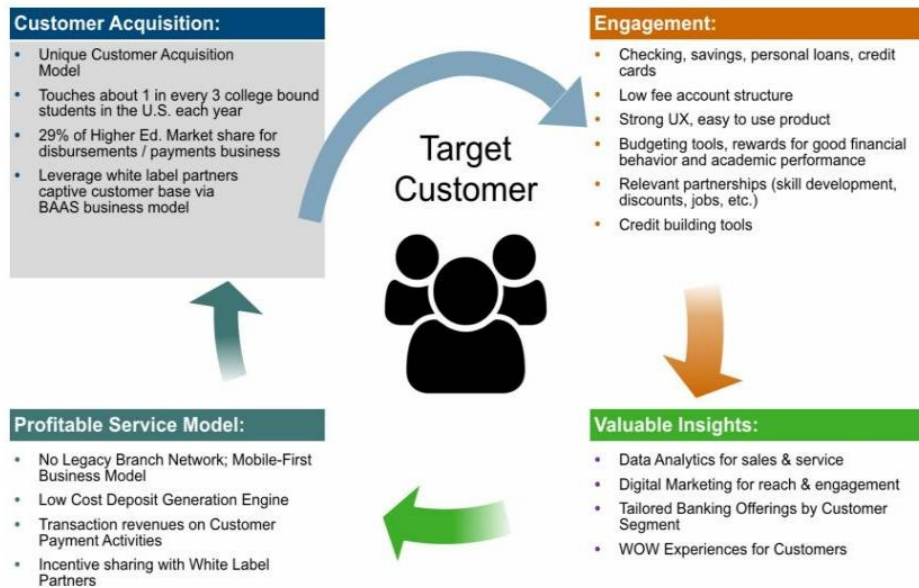 Customer Acquisition:
• Unique Customer Acquisition
Model
• Touches about 1 in every 3 college bound
students in the U.S. each year
• 29% of Higher Ed. Market share for
disbursements / payments business
• Leverage white label partners
captive customer base via
BAAS business model
Target
Customer
Engagement:
• Checking, savings, personal loans, credit
cards
• Low fee account structure
• Strong UX, easy to use product
• Budgeting tools, rewards for good financial
behavior and academic performance
• Relevant partnerships (skill development,
discounts, jobs, etc.)
• Credit building tools
Profitable Service Model:
• No Legacy Branch Network; Mobile-First
Business Model
• Low Cost Deposit Generation Engine
• Transaction revenues on Customer
Payment Activities
• Incentive sharing with White Label
Partners
Valuable Insights:
• Data Analytics for sales & service
• Digital Marketing for reach & engagement
• Tailored Banking Offerings by Customer
Segment
• WOW Experiences for Customers